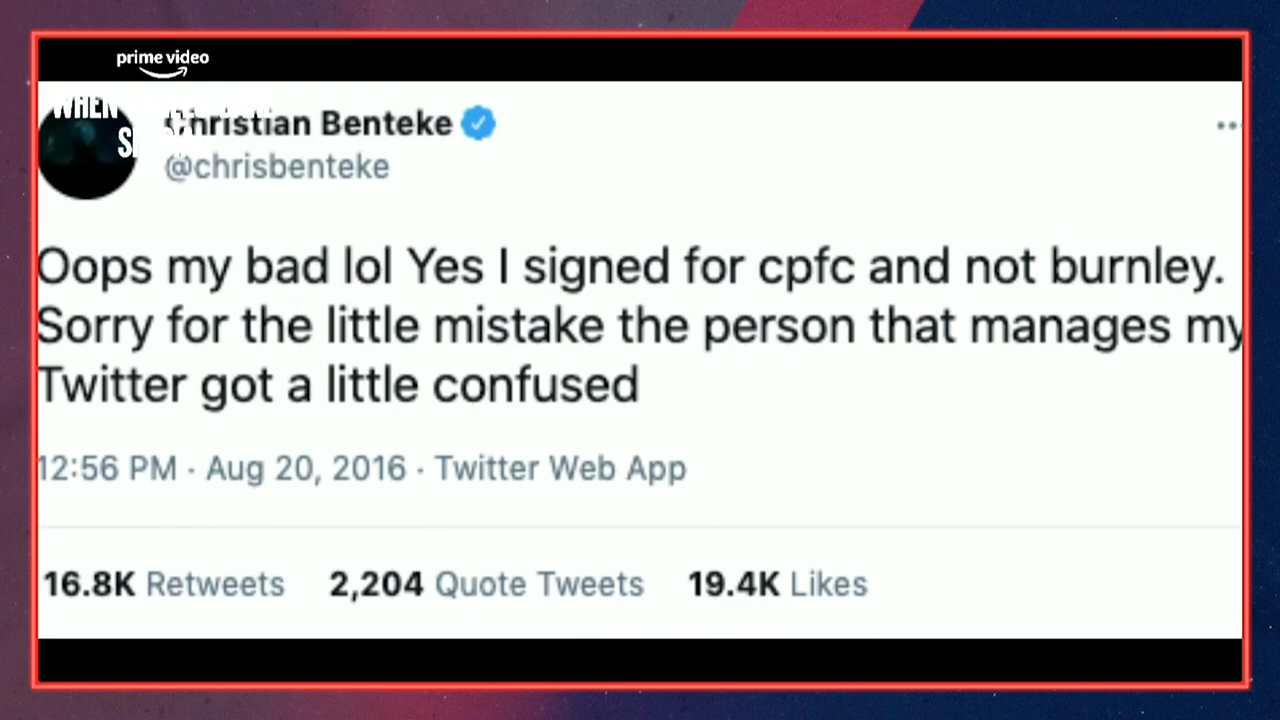 prime video
WHEN
Christian Benteke
@chrisbenteke
Oops my bad lol Yes I signed for cpfc and not burnley.
Sorry for the little mistake the person that manages my
Twitter got a little confused
12:56 PM · Aug 20, 2016 · Twitter Web App
16.8K Retweets 2,204 Quote Tweets 19.4K Likes